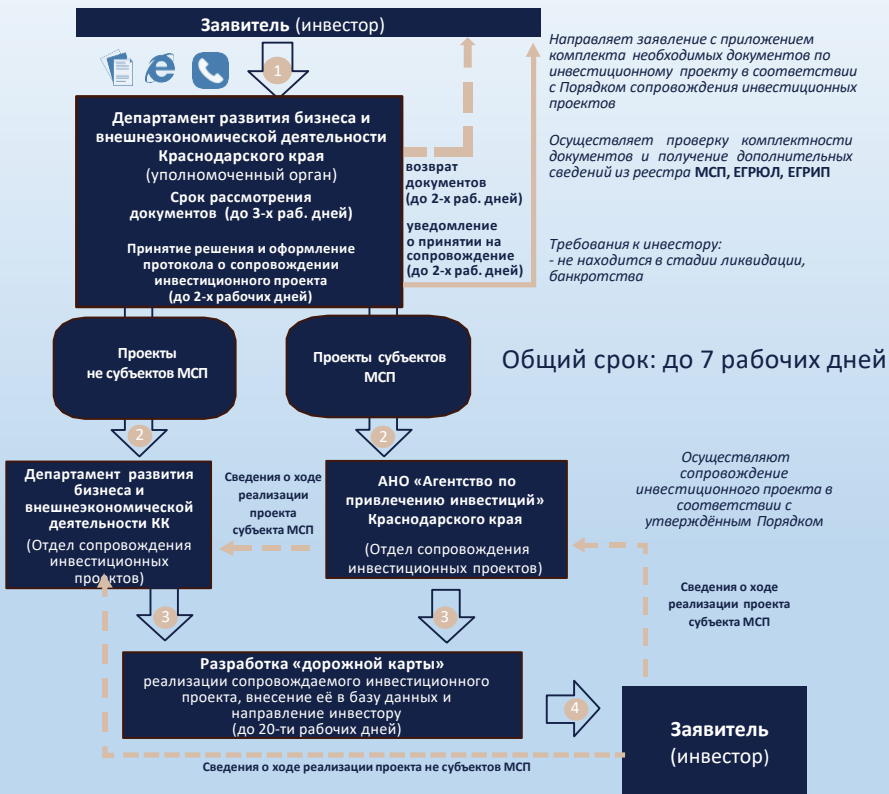 Заявитель (инвестор)
1
Направляет заявление с приложением
комплекта необходимых документов по
инвестиционному проекту в соответствии
с Порядком сопровождения инвестиционных
проектов
Департамент развития бизнеса и
внешнеэкономической деятельности
Краснодарского края
(уполномоченный орган)
Срок рассмотрения
документов (до 3-х раб. дней)
Принятие решения и оформление
протокола о сопровождении
инвестиционного проекта
(до 2-х рабочих дней)
возврат
документов
(до 2-х раб. дней)
уведомление
о принятии на
сопровождение
(до 2-х раб. дней)
Осуществляет проверку комплектности
документов и получение дополнительных
сведений из реестра МСП, ЕГРЮЛ, ЕГРИП
Требования к инвестору:
- не находится в стадии ликвидации,
банкротства
Проекты
не субъектов МСП
Проекты субъектов
МСП
Общий срок: до 7 рабочих дней
2
2
Департамент развития
бизнеса и
внешнеэкономической
деятельности КК
(Отдел сопровождения
инвестиционных
проектов)
Сведения о ходе
реализации
проекта
субъекта МСП
АНО «Агентство по
привлечению инвестиций»
Краснодарского края
(Отдел сопровождения
инвестиционных проектов)
Осуществляют
сопровождение
инвестиционного проекта в
соответствии с
утверждённым Порядком
Сведения о ходе
реализации проекта
субъекта МСП
3
3
Разработка «дорожной карты»
реализации сопровождаемого инвестиционного
проекта, внесение её в базу данных и
направление инвестору
(до 20-ти рабочих дней)
4
Заявитель
(инвестор)
Сведения о ходе реализации проекта не субъектов МСП